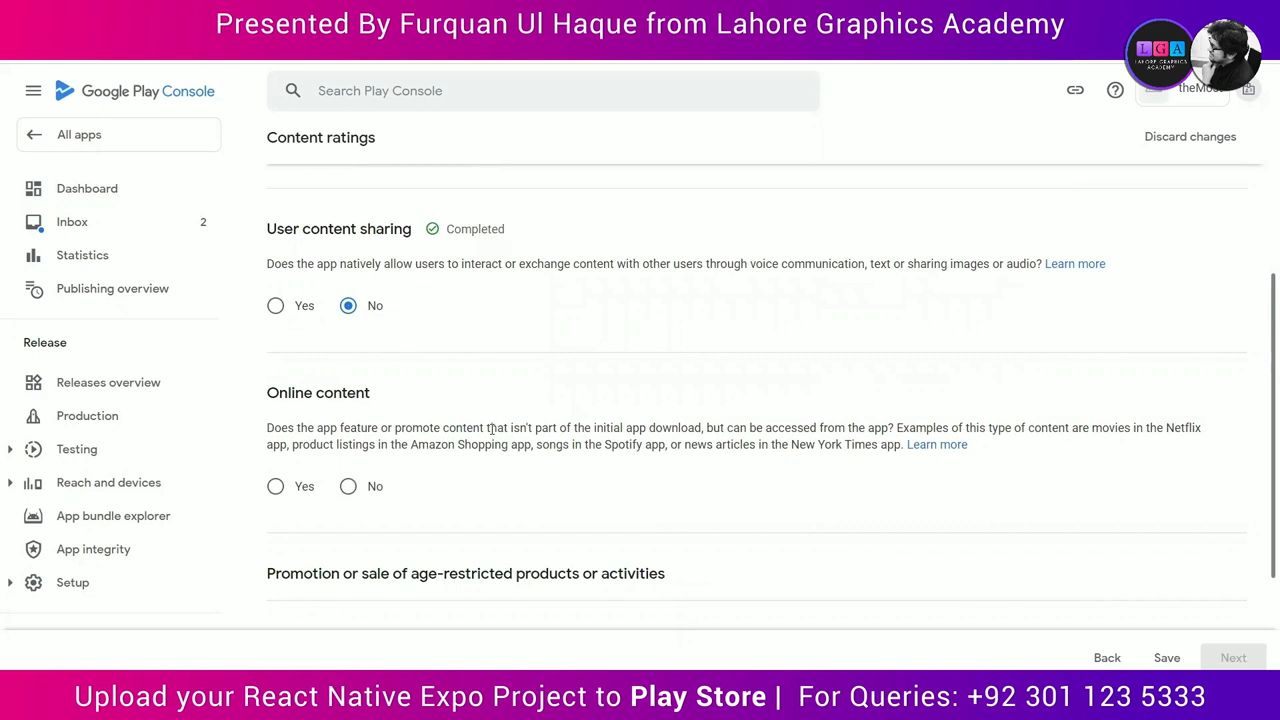 Presented By Furquan Ul Haque from Lahore Graphics Academy
LGA
LAHORE GRAPHICS
ACADEMY
Google Play Console
Search Play Console
theMos
All apps
Content ratings
Discard changes
Dashboard
Inbox 2
Statistics
Publishing overview
Release
Releases overview
Production
Testing
Reach and devices
App bundle explorer
App integrity
Setup
User content sharing Completed
Does the app natively allow users to interact or exchange content with other users through voice communication, text or sharing images or audio? Learn more
Yes No
Online content
Does the app feature or promote content that isn't part of the initial app download, but can be accessed from the app? Examples of this type of content are movies in the Netflix
app, product listings in the Amazon Shopping app, songs in the Spotify app, or news articles in the New York Times app. Learn more
Yes No
Promotion or sale of age-restricted products or activities
Back Save Next
Upload your React Native Expo Project to Play Store | For Queries: +92 301 123 5333